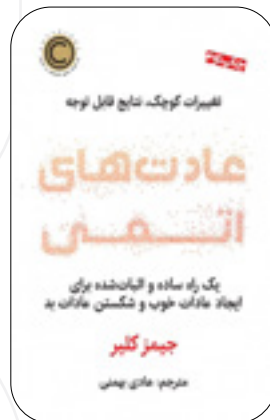 تغییرات کوچک، نتایج قابل توجه
عادت‌های
اتمی
یک راه ساده و اثبات‌شده برای
ایجاد عادات خوب و شکستن عادات بد
جیمز کلیر
مترجم: هادی بهمنی